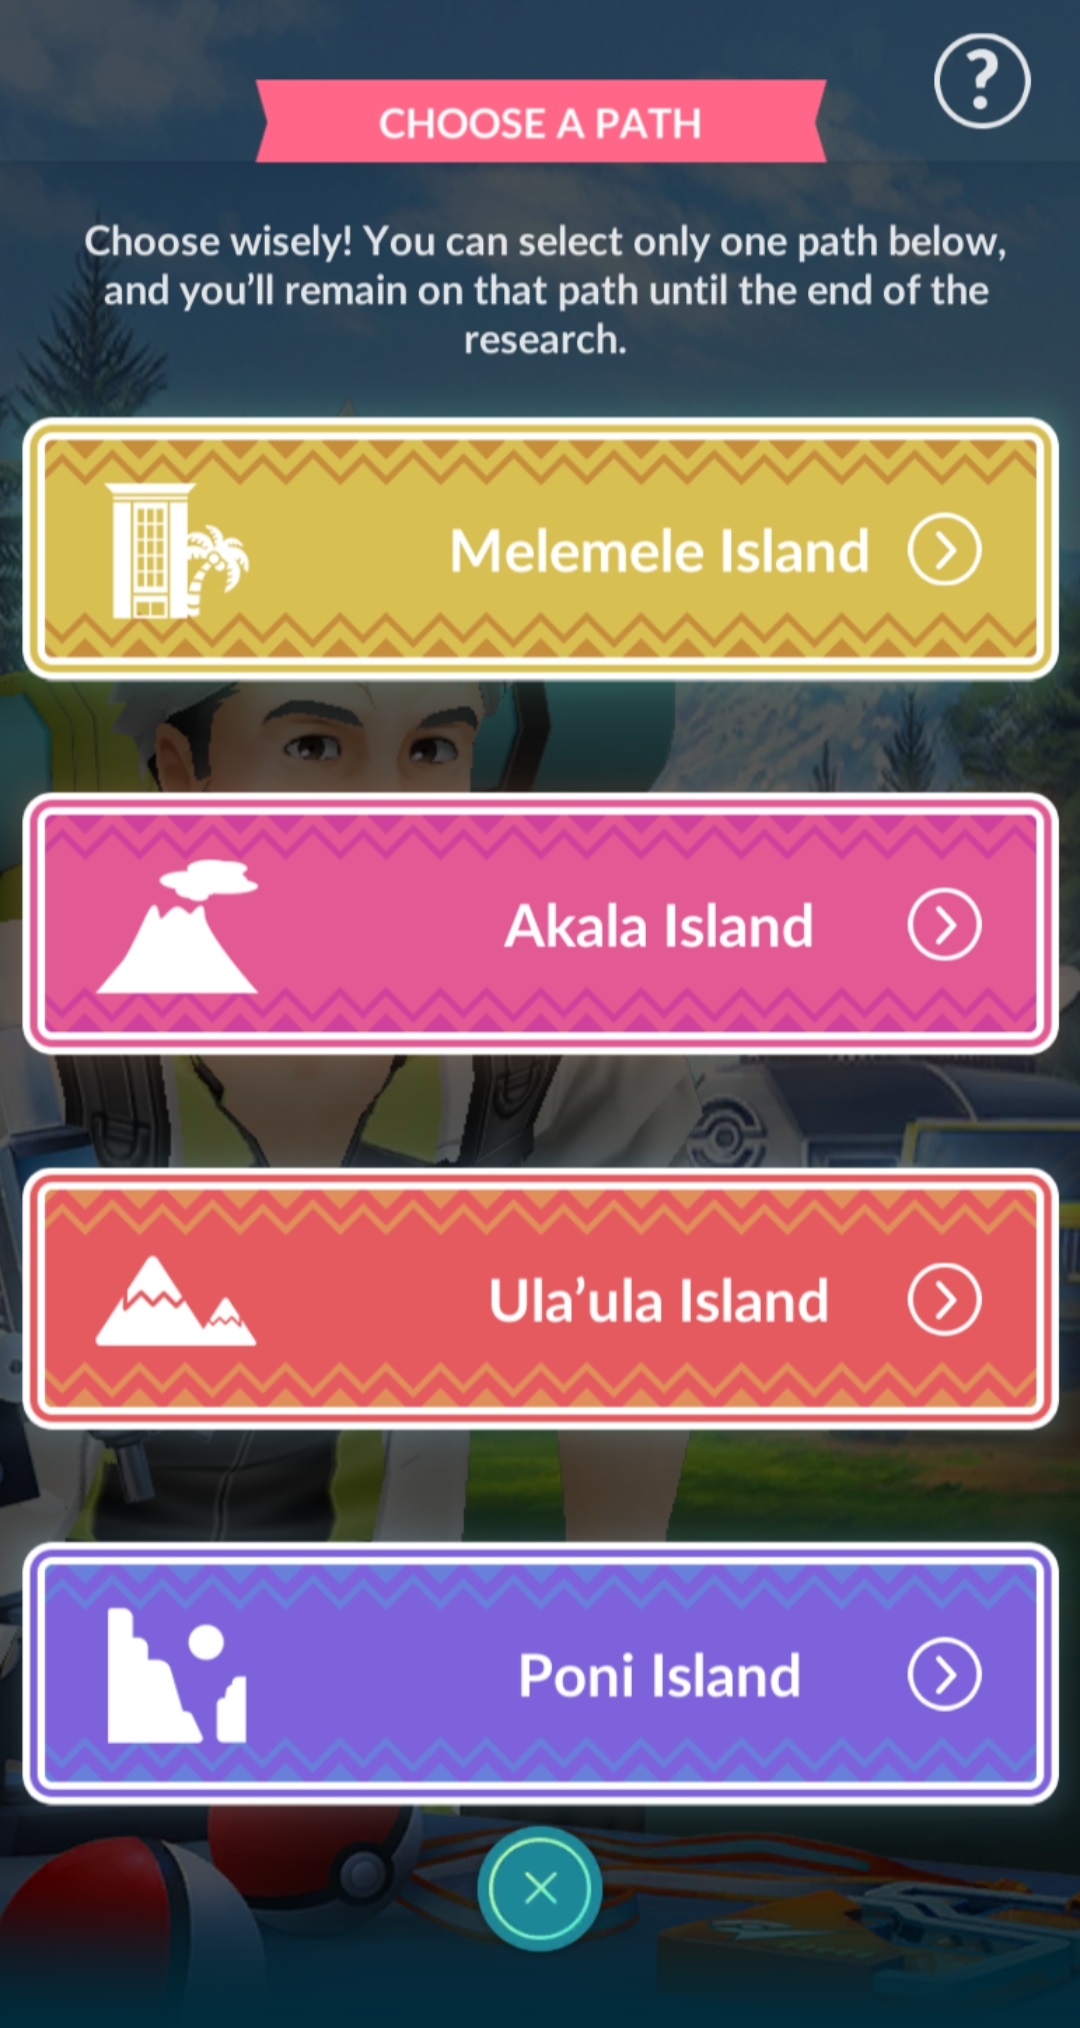 ?
CHOOSE A PATH
Choose wisely! You can select only one path below,
and you’ll remain on that path until the end of the
research.
Melemele Island
Akala Island
Ula’ula Island
Poni Island